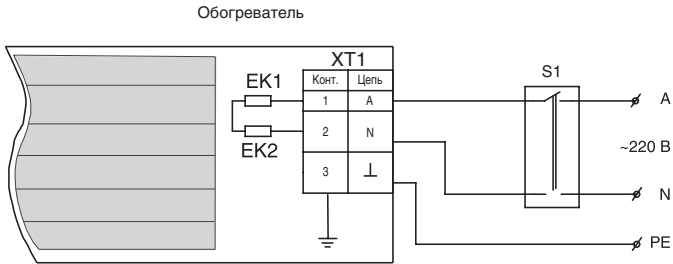 Обогреватель
XT1
Конт. Цепь
EK1
1 A
2 N
EK2
3 ⊥
S1
A
~220 В
N
PE